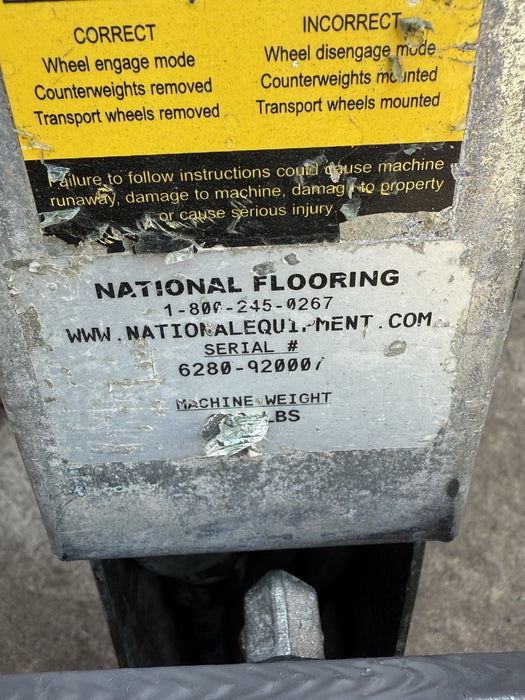 CORRECT
Wheel engage mode
Counterweights removed
Transport wheels removed
INCORRECT
Wheel disengage mode
Counterweights mounted
Transport wheels mounted
Failure to follow instructions could cause machine
runaway, damage to machine, damage to property
or cause serious injury.
NATIONAL FLOORING
1-800-245-0267
WWW.NATIONALEQUIPMENT.COM
SERIAL #
6280-920007
MACHINE WEIGHT
LBS